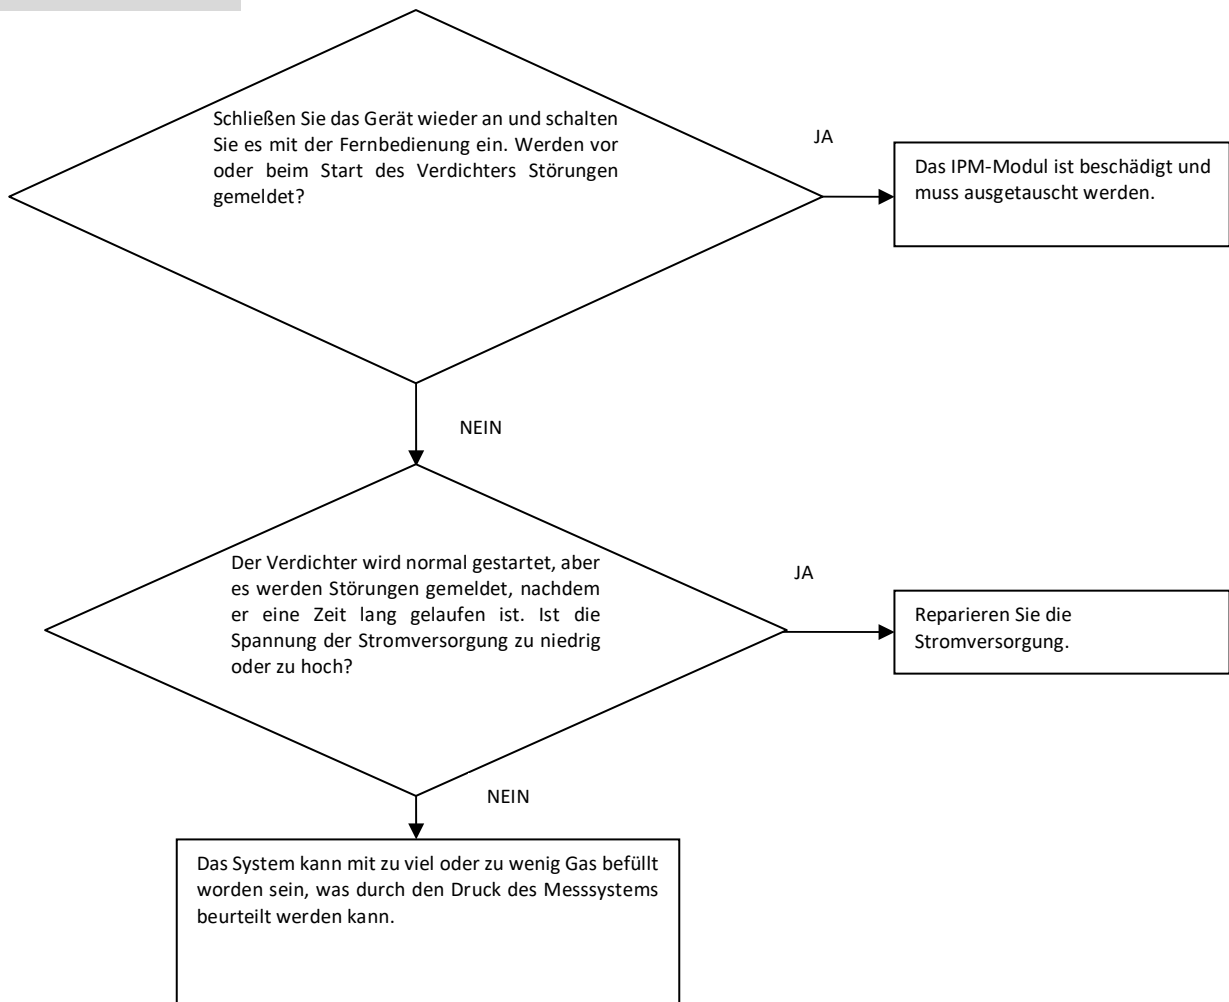 Schließen Sie das Gerät wieder an und schalten
Sie es mit der Fernbedienung ein. Werden vor
oder beim Start des Verdichters Störungen
gemeldet?
JA
Das IPM-Modul ist beschädigt und
muss ausgetauscht werden.
NEIN
Der Verdichter wird normal gestartet, aber
es werden Störungen gemeldet, nachdem
er eine Zeit lang gelaufen ist. Ist die
Spannung der Stromversorgung zu niedrig
oder zu hoch?
JA
Reparieren Sie die
Stromversorgung.
NEIN
Das System kann mit zu viel oder zu wenig Gas befüllt
worden sein, was durch den Druck des Messsystems
beurteilt werden kann.